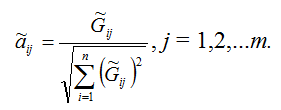 ã_ij = G̃_ij / √(∑_{i=1}^{n} (G̃_ij)^2) , j = 1,2,...m.